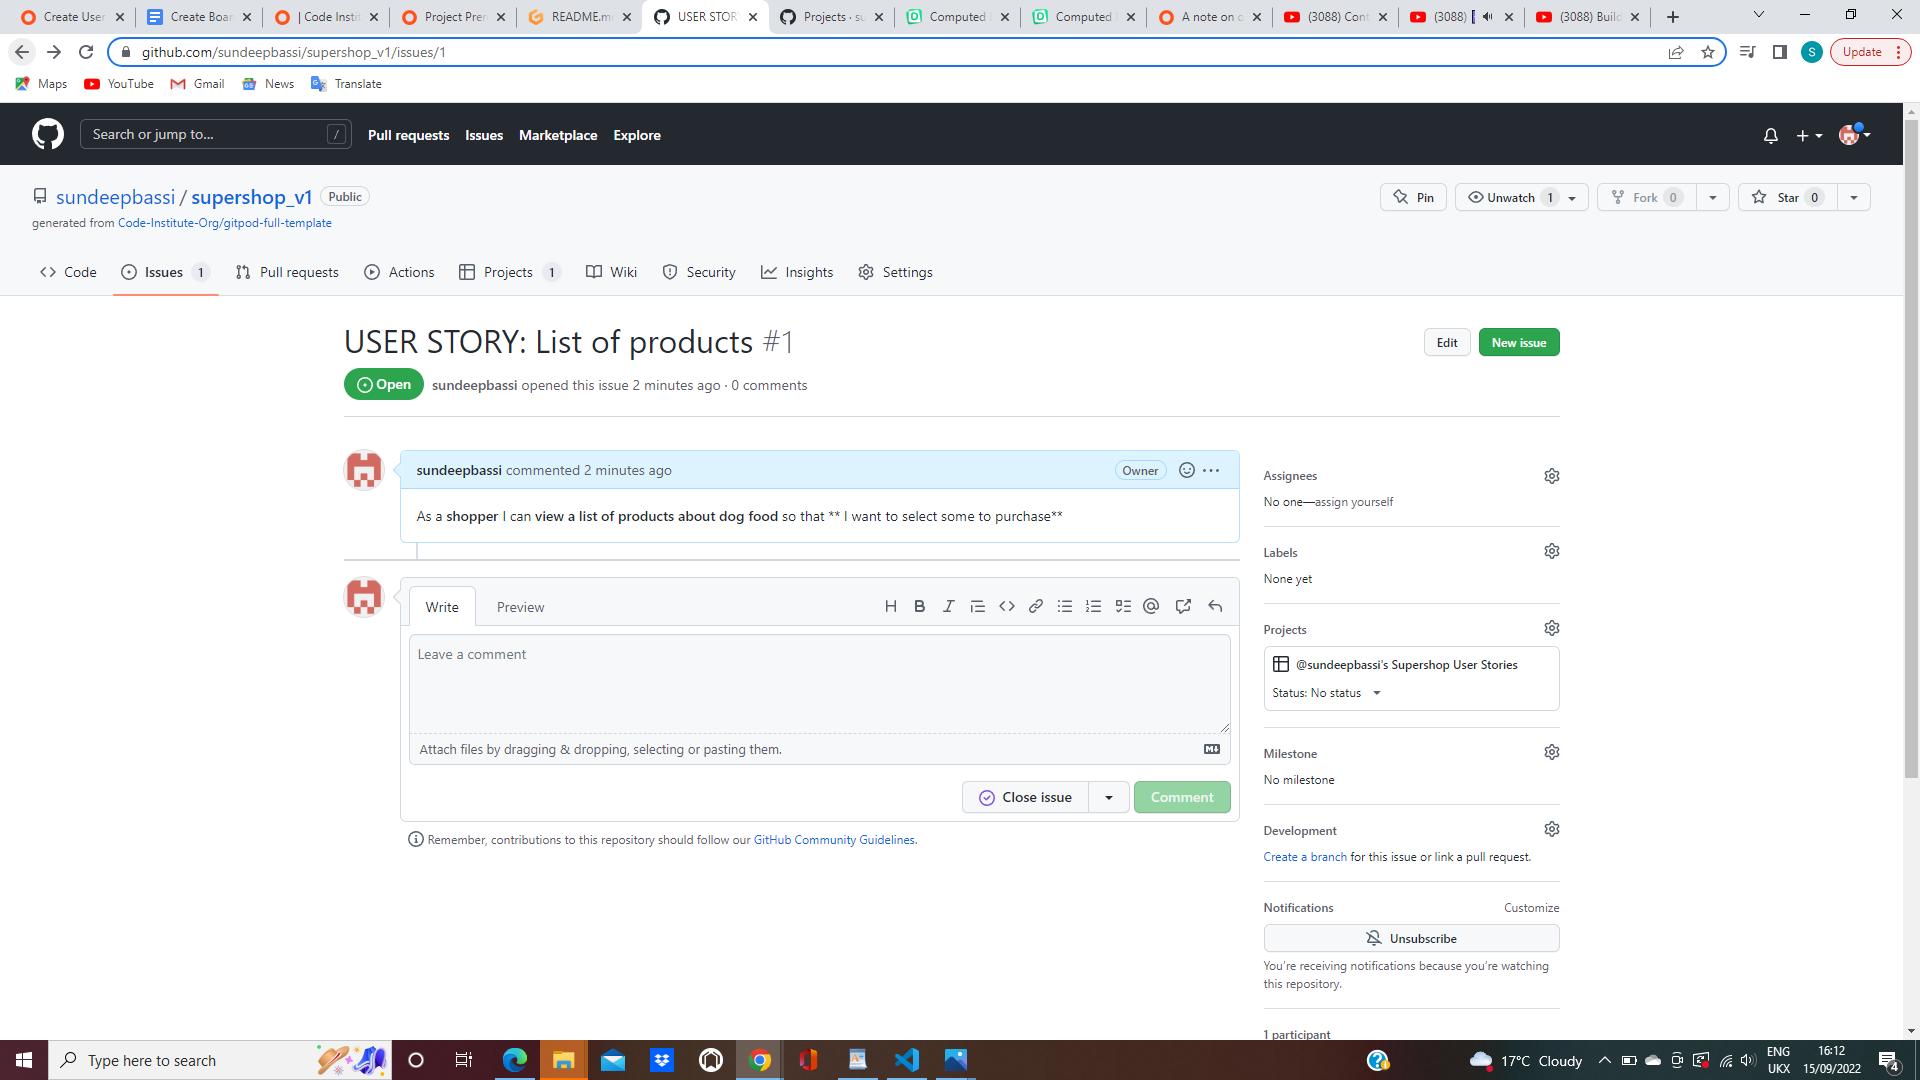 Create User
Create Boar
| Code Instit
Project Prer
README.m
USER STOR
Projects · su
Computed
Computed
A note on
(3088) Cont
(3088)
(3088) Build
github.com/sundeepbassi/supershop_v1/issues/1
S
Update
Maps
YouTube
Gmail
News
Translate
Search or jump to...
/
Pull requests
Issues
Marketplace
Explore
sundeepbassi / supershop_v1
Public
Pin
Unwatch 1
Fork 0
Star 0
generated from Code-Institute-Org/gitpod-full-template
Code
Issues 1
Pull requests
Actions
Projects 1
Wiki
Security
Insights
Settings
USER STORY: List of products #1
Edit
New issue
Open
sundeepbassi opened this issue 2 minutes ago · 0 comments
sundeepbassi commented 2 minutes ago
Owner
As a shopper I can view a list of products about dog food so that ** I want to select some to purchase**
Write
Preview
Leave a comment
Attach files by dragging & dropping, selecting or pasting them.
Close issue
Comment
Remember, contributions to this repository should follow our GitHub Community Guidelines.
Assignees
No one—assign yourself
Labels
None yet
Projects
@sundeepbassi's Supershop User Stories
Status: No status
Milestone
No milestone
Development
Create a branch for this issue or link a pull request.
Notifications
Customize
Unsubscribe
You're receiving notifications because you're watching
this repository.
1 participant
Type here to search
17°C Cloudy
ENG
UKX
16:12
15/09/2022
4